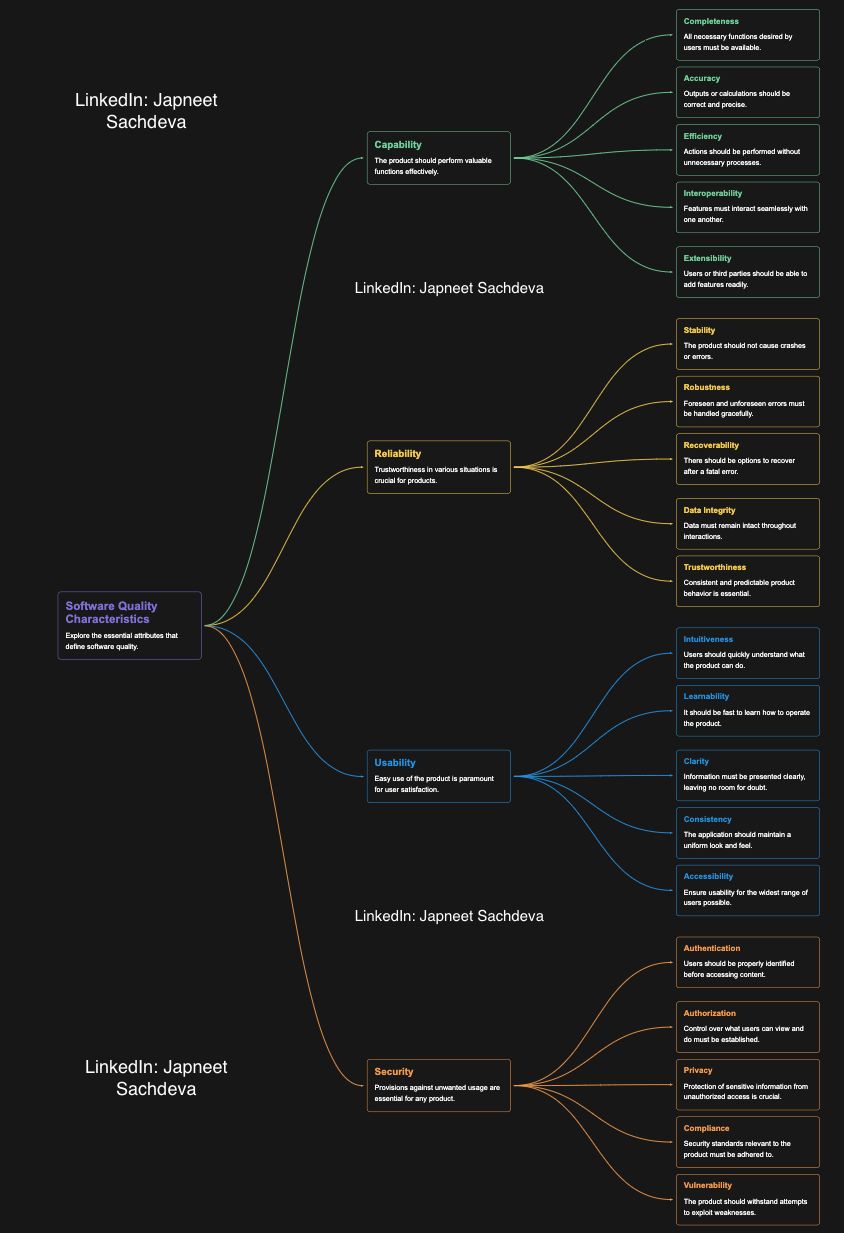 LinkedIn: Japneet
Sachdeva
Software Quality
Characteristics
Explore the essential attributes that
define software quality.
Capability
The product should perform valuable
functions effectively.
Completeness
All necessary functions desired by
users must be available.
Accuracy
Outputs or calculations should be
correct and precise.
Efficiency
Actions should be performed without
unnecessary processes.
Interoperability
Features must interact seamlessly with
one another.
Extensibility
Users or third parties should be able to
add features readily.
LinkedIn: Japneet Sachdeva
Reliability
Trustworthiness in various situations is
crucial for products.
Stability
The product should not cause crashes
or errors.
Robustness
Foreseen and unforeseen errors must
be handled gracefully.
Recoverability
There should be options to recover
after a fatal error.
Data Integrity
Data must remain intact throughout
interactions.
Trustworthiness
Consistent and predictable product
behavior is essential.
Usability
Easy use of the product is paramount
for user satisfaction.
Intuitiveness
Users should quickly understand what
the product can do.
Learnability
It should be fast to learn how to operate
the product.
Clarity
Information must be presented clearly,
leaving no room for doubt.
Consistency
The application should maintain a
uniform look and feel.
Accessibility
Ensure usability for the widest range of
users possible.
LinkedIn: Japneet Sachdeva
LinkedIn: Japneet
Sachdeva
Security
Provisions against unwanted usage are
essential for any product.
Authentication
Users should be properly identified
before accessing content.
Authorization
Control over what users can view and
do must be established.
Privacy
Protection of sensitive information from
unauthorized access is crucial.
Compliance
Security standards relevant to the
product must be adhered to.
Vulnerability
The product should withstand attempts
to exploit weaknesses.